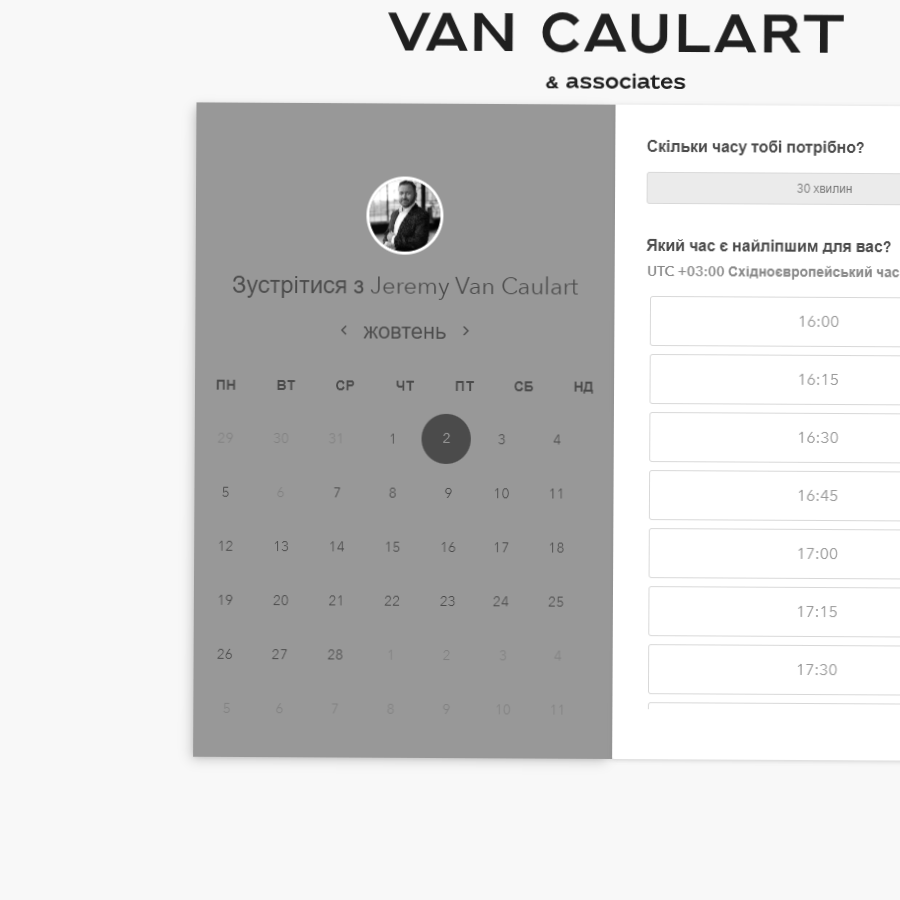 VAN CAULART
& associates
Зустрітися з Jeremy Van Caulart
жовтень
ПН ВТ СР ЧТ ПТ СБ НД
29 30 31 1 2 3 4
5 6 7 8 9 10 11
12 13 14 15 16 17 18
19 20 21 22 23 24 25
26 27 28 1 2 3 4
5 6 7 8 9 10 11
Скільки часу тобі потрібно?
30 хвилин
Який час є найліпшим для вас?
UTC +03:00 Східноєвропейський час
16:00
16:15
16:30
16:45
17:00
17:15
17:30